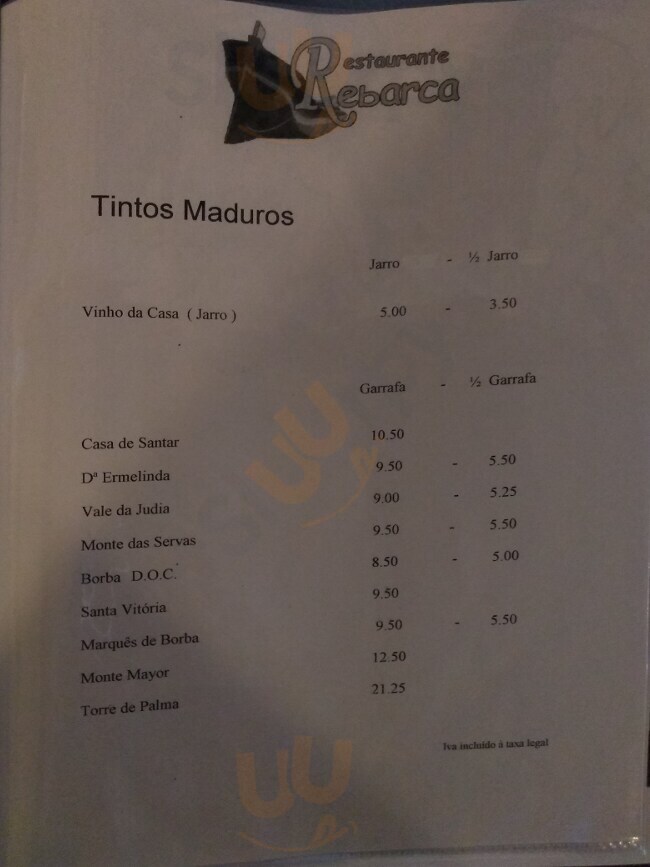 Restaurante
Rebarca
Tintos Maduros
Jarro - ½ Jarro
Vinho da Casa ( Jarro ) 5.00 - 3.50
Garrafa - ½ Garrafa
Casa de Santar 10.50
Dª Ermelinda 9.50 - 5.50
Vale da Judia 9.00 - 5.25
Monte das Servas 9.50 - 5.50
Borba D.O.C. 8.50 - 5.00
Santa Vitória 9.50
Marquês de Borba 9.50 - 5.50
Monte Mayor 12.50
Torre de Palma 21.25
Iva incluído à taxa legal